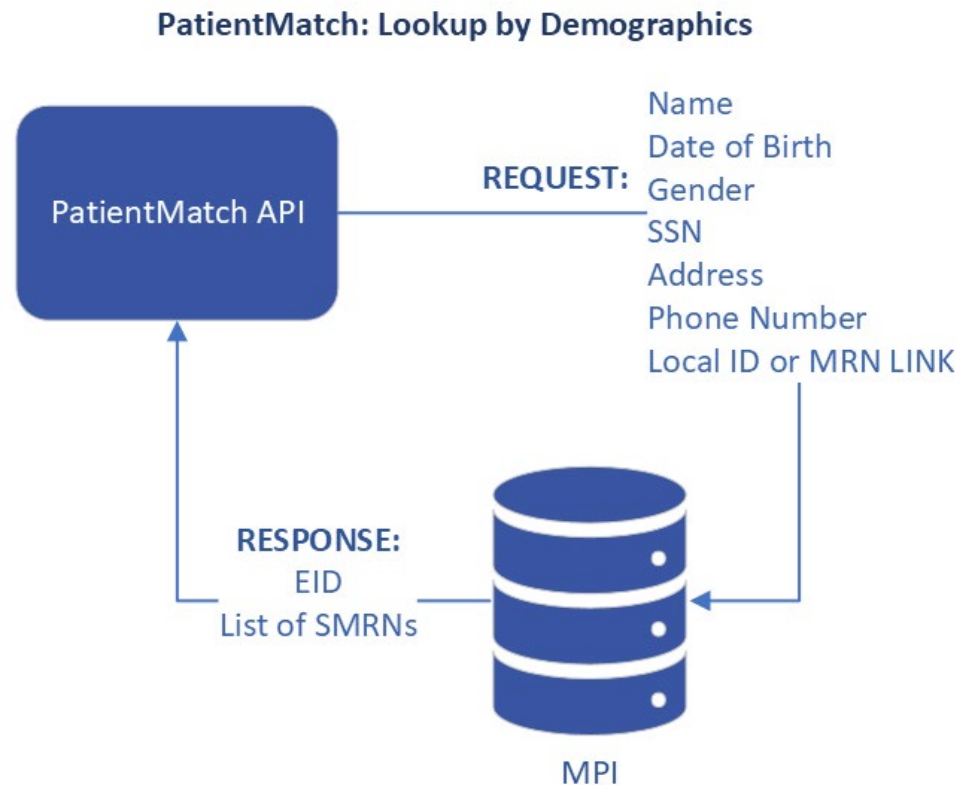 PatientMatch: Lookup by Demographics
PatientMatch API
REQUEST:
Name
Date of Birth
Gender
SSN
Address
Phone Number
Local ID or MRN LINK
RESPONSE:
EID
List of SMRNs
MPI